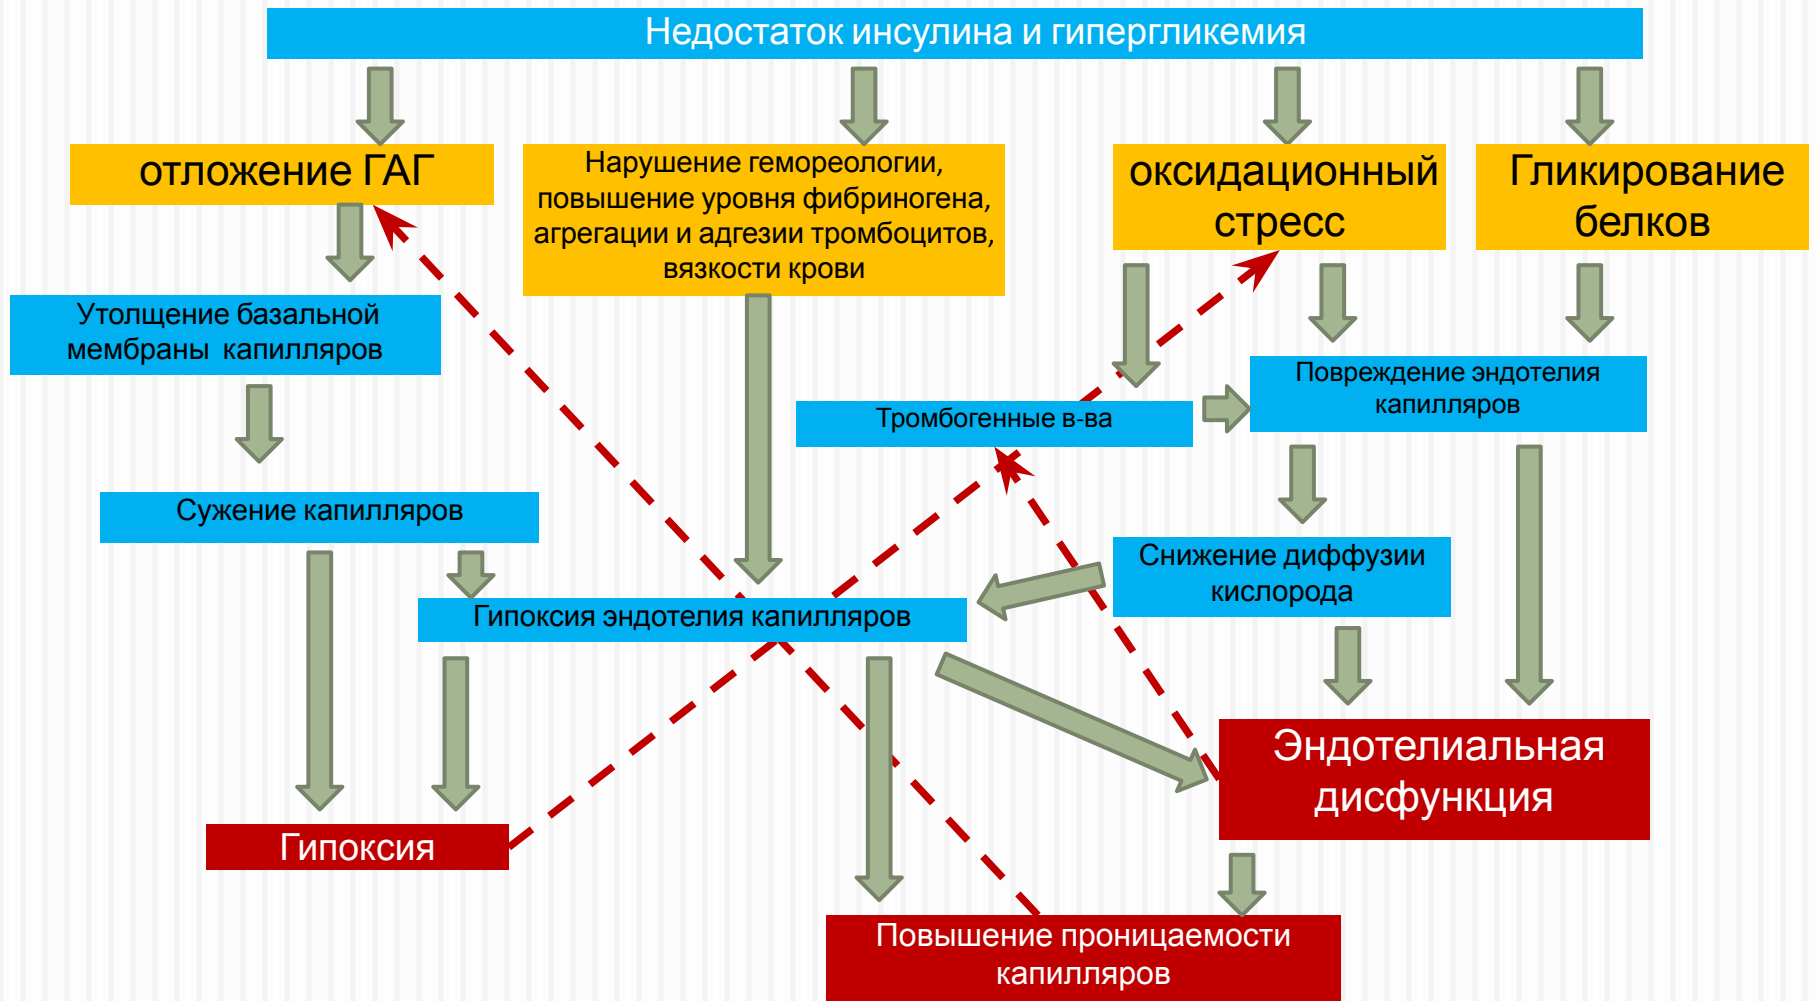 Недостаток инсулина и гипергликемия
отложение ГАГ
Нарушение гемореологии,
повышение уровня фибриногена,
агрегации и адгезии тромбоцитов,
вязкости крови
оксидационный
стресс
Гликирование
белков
Утолщение базальной
мембраны капилляров
Повреждение эндотелия
капилляров
Тромбогенные в-ва
Сужение капилляров
Снижение диффузии
кислорода
Гипоксия эндотелия капилляров
Эндотелиальная
дисфункция
Гипоксия
Повышение проницаемости
капилляров